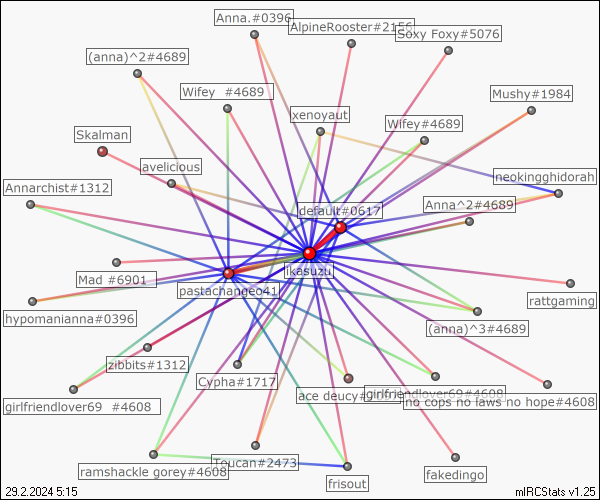 Anna.#0396
AlpineRooster#2156
Soxy Foxy#5076
(anna)^2#4689
Wifey #4689
Mushy#1984
xenoyaut
Wifey#4689
Skalman
avelicious
neokingghidorah
Annarchist#1312
default#0617
Anna^2#4689
ikasuzu
Mad #6901
pastachangeo41
rattgaming
hypomanianna#0396
(anna)^3#4689
zibbits#1312
Cypha#1717
ace deucy
girlfriendlover69#4608
girlfriendlover69 #4608
no cops no laws no hope#4608
ramshackle gorey#4608
Toucan#2473
frisout
fakedingo
29.2.2024 5:15
mIRCStats v1.25